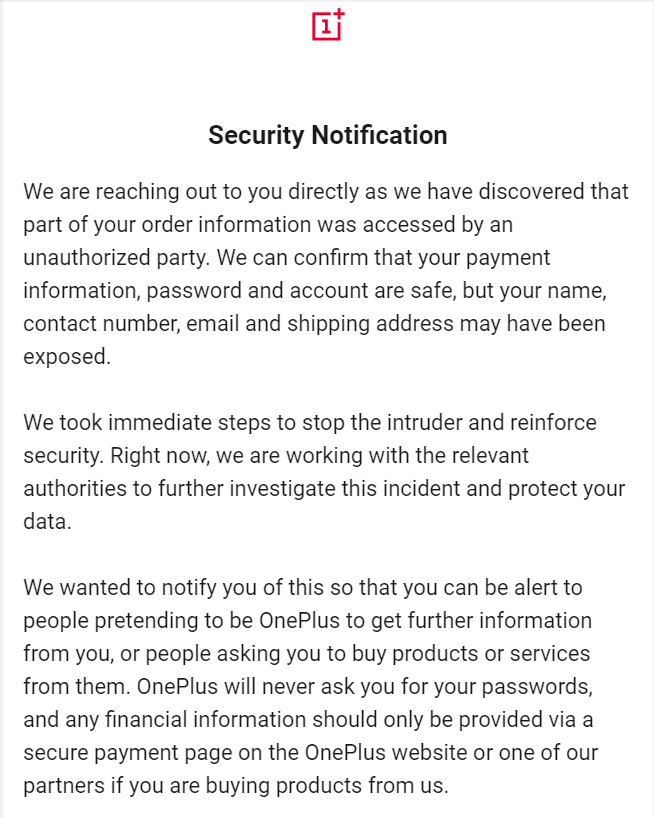 1+
Security Notification
We are reaching out to you directly as we have discovered that
part of your order information was accessed by an
unauthorized party. We can confirm that your payment
information, password and account are safe, but your name,
contact number, email and shipping address may have been
exposed.
We took immediate steps to stop the intruder and reinforce
security. Right now, we are working with the relevant
authorities to further investigate this incident and protect your
data.
We wanted to notify you of this so that you can be alert to
people pretending to be OnePlus to get further information
from you, or people asking you to buy products or services
from them. OnePlus will never ask you for your passwords,
and any financial information should only be provided via a
secure payment page on the OnePlus website or one of our
partners if you are buying products from us.